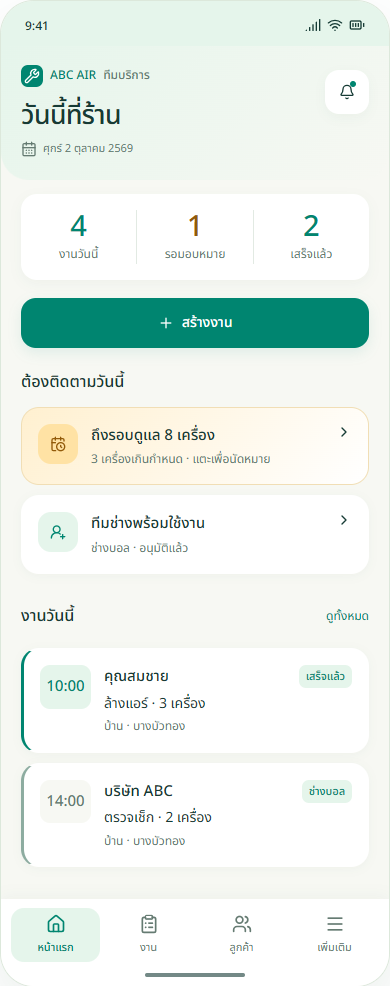 9:41
ABC AIR ทีมบริการ
วันนี้ที่ร้าน
ศุกร์ 2 ตุลาคม 2569
4
งานวันนี้
1
รอมอบหมาย
2
เสร็จแล้ว
+ สร้างงาน
ต้องติดตามวันนี้
ถึงรอบดูแล 8 เครื่อง
3 เครื่องเกินกำหนด · แตะเพื่อนัดหมาย
ทีมช่างพร้อมใช้งาน
ช่างบอล · อนุมัติแล้ว
งานวันนี้
ดูทั้งหมด
10:00
คุณสมชาย
เสร็จแล้ว
ล้างแอร์ · 3 เครื่อง
บ้าน · บางบัวทอง
14:00
บริษัท ABC
ช่างบอล
ตรวจเช็ก · 2 เครื่อง
บ้าน · บางบัวทอง
หน้าแรก
งาน
ลูกค้า
เพิ่มเติม